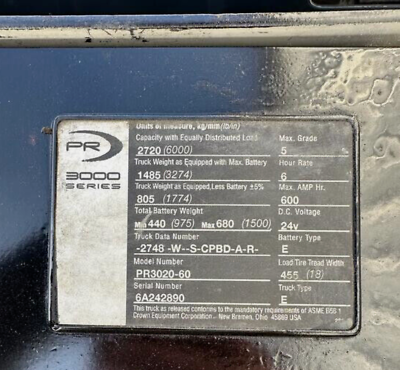 PR
3000
SERIES
Units of measure, kg/mm(lb/in)
Capacity with Equally Distributed Load Max. Grade
2720 (6000) 5 %
Truck Weight as Equipped with Max. Battery Hour Rate
1485 (3274) 6
Truck Weight as Equipped,Less Battery ±5% Max. AMP Hr.
805 (1774) 600
Total Battery Weight D.C. Voltage
Min 440 (975) Max 680 (1500) 24v
Truck Data Number Battery Type
-2748 -W--S-CPBD-A-R- E
Model Number Load Tire Tread Width
PR3020-60 455 (18)
Serial Number Truck Type
6A242890 E
This truck as released conforms to the mandatory requirements of ASME B56.1
Crown Equipment Corporation – New Bremen, Ohio 45869 USA